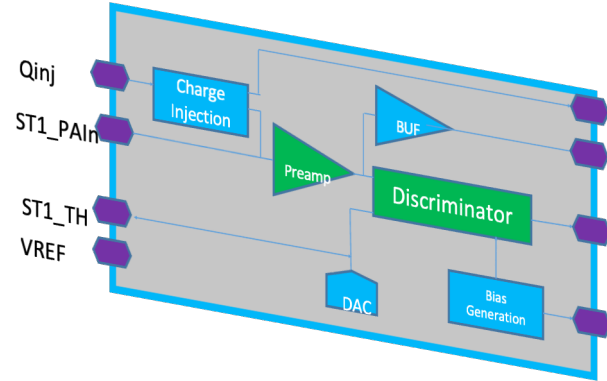 Qinj
Charge
Injection
ST1_PAIn
BUF
Preamp
Discriminator
ST1_TH
VREF
DAC
Bias
Generation